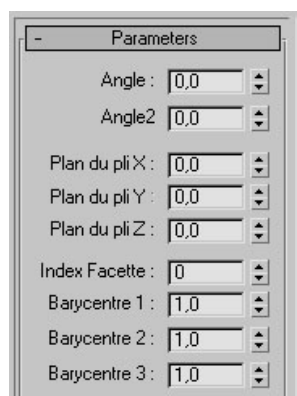 - Parameters
Angle : 0,0
Angle2 0,0
Plan du pli X : 0,0
Plan du pli Y : 0,0
Plan du pli Z : 0,0
Index Facette : 0
Barycentre 1 : 1,0
Barycentre 2 : 1,0
Barycentre 3 : 1,0